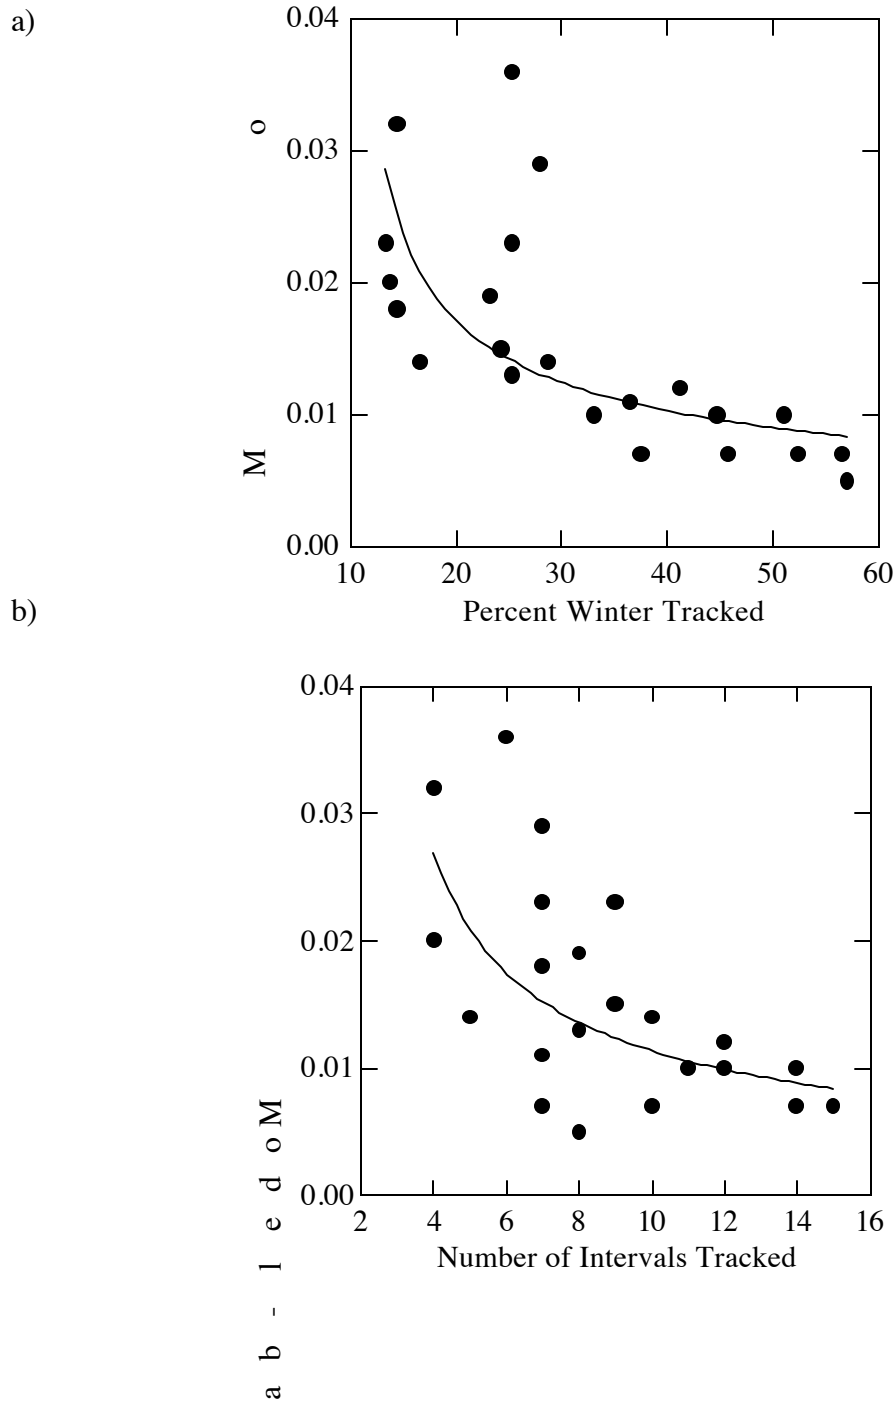 a)
0.04
0.03
0.02
0.01
0.00
M o
10 20 30 40 50 60
Percent Winter Tracked
b)
0.04
0.03
0.02
0.01
0.00
M o d e l - b a
2 4 6 8 10 12 14 16
Number of Intervals Tracked